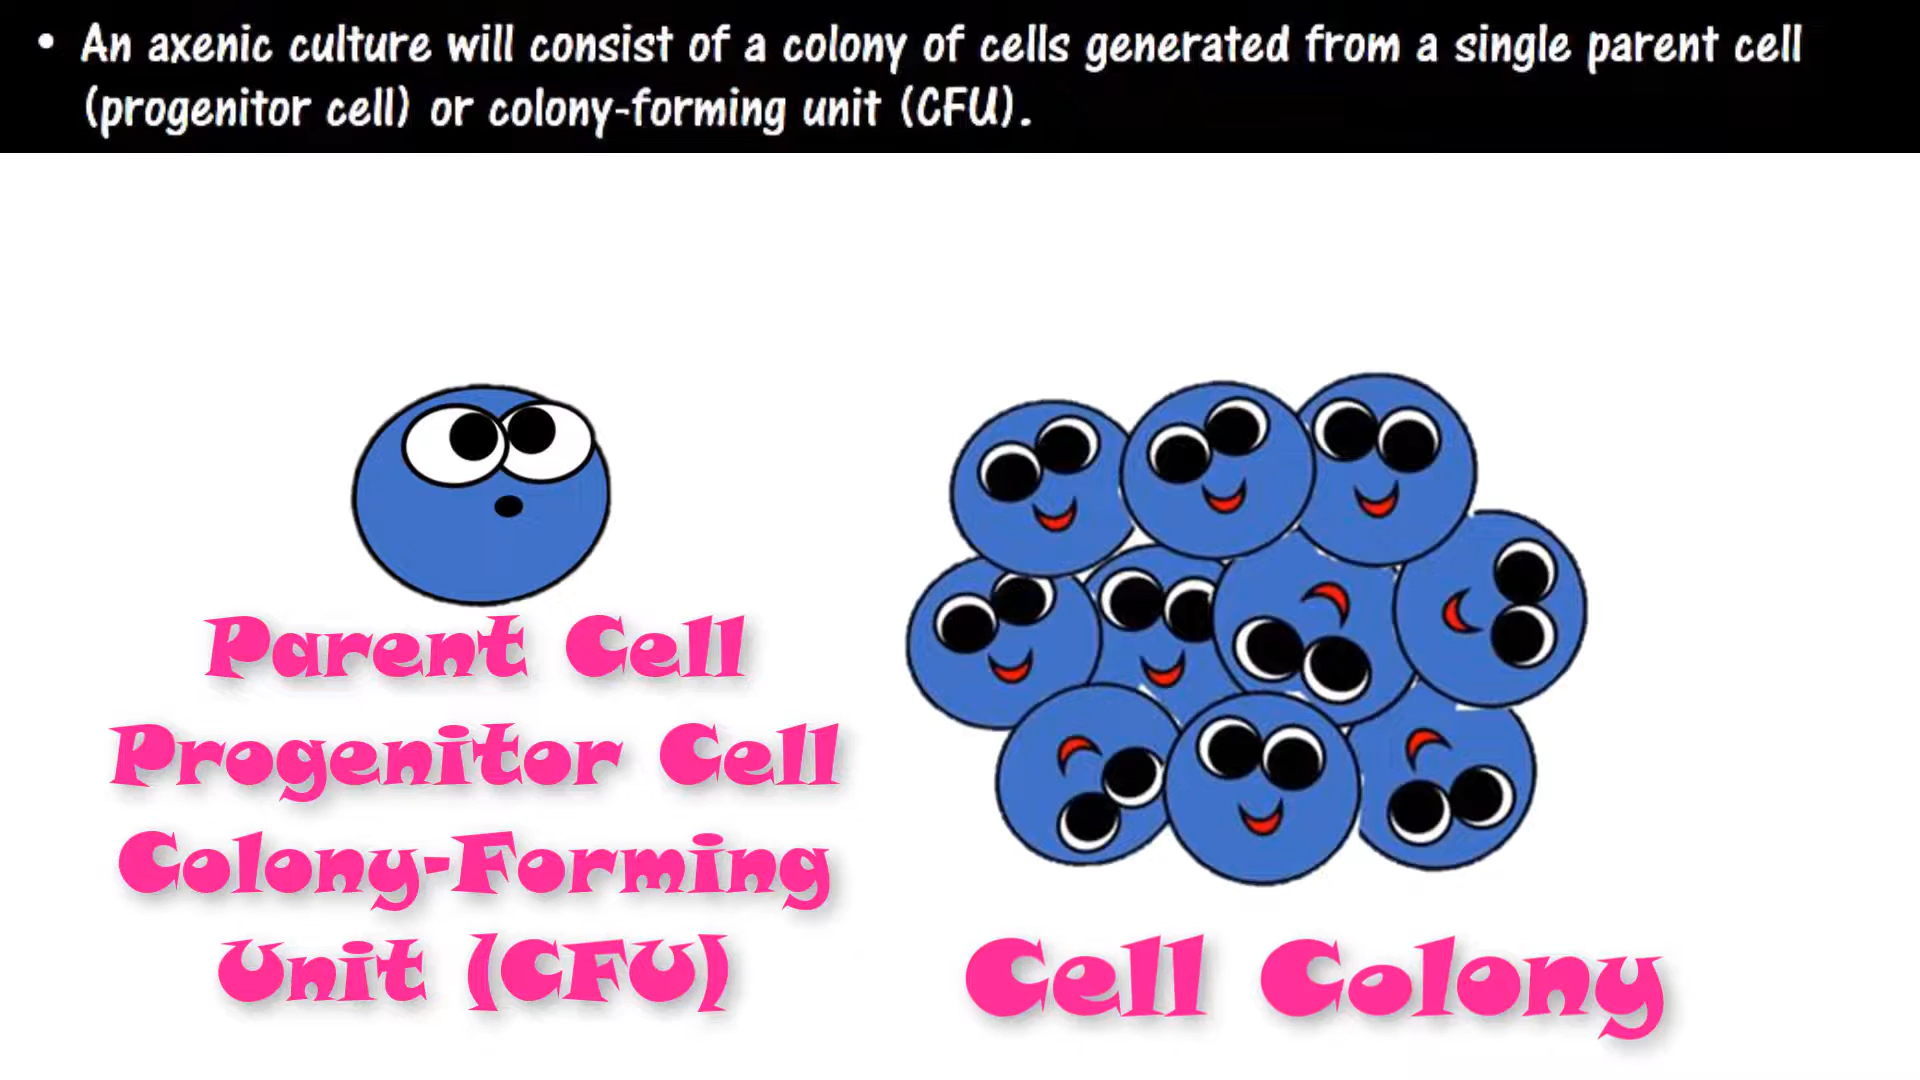 • An axenic culture will consist of a colony of cells generated from a single parent cell
(progenitor cell) or colony-forming unit (CFU).
Parent Cell
Progenitor Cell
Colony-Forming
Unit (CFU)
Cell Colony